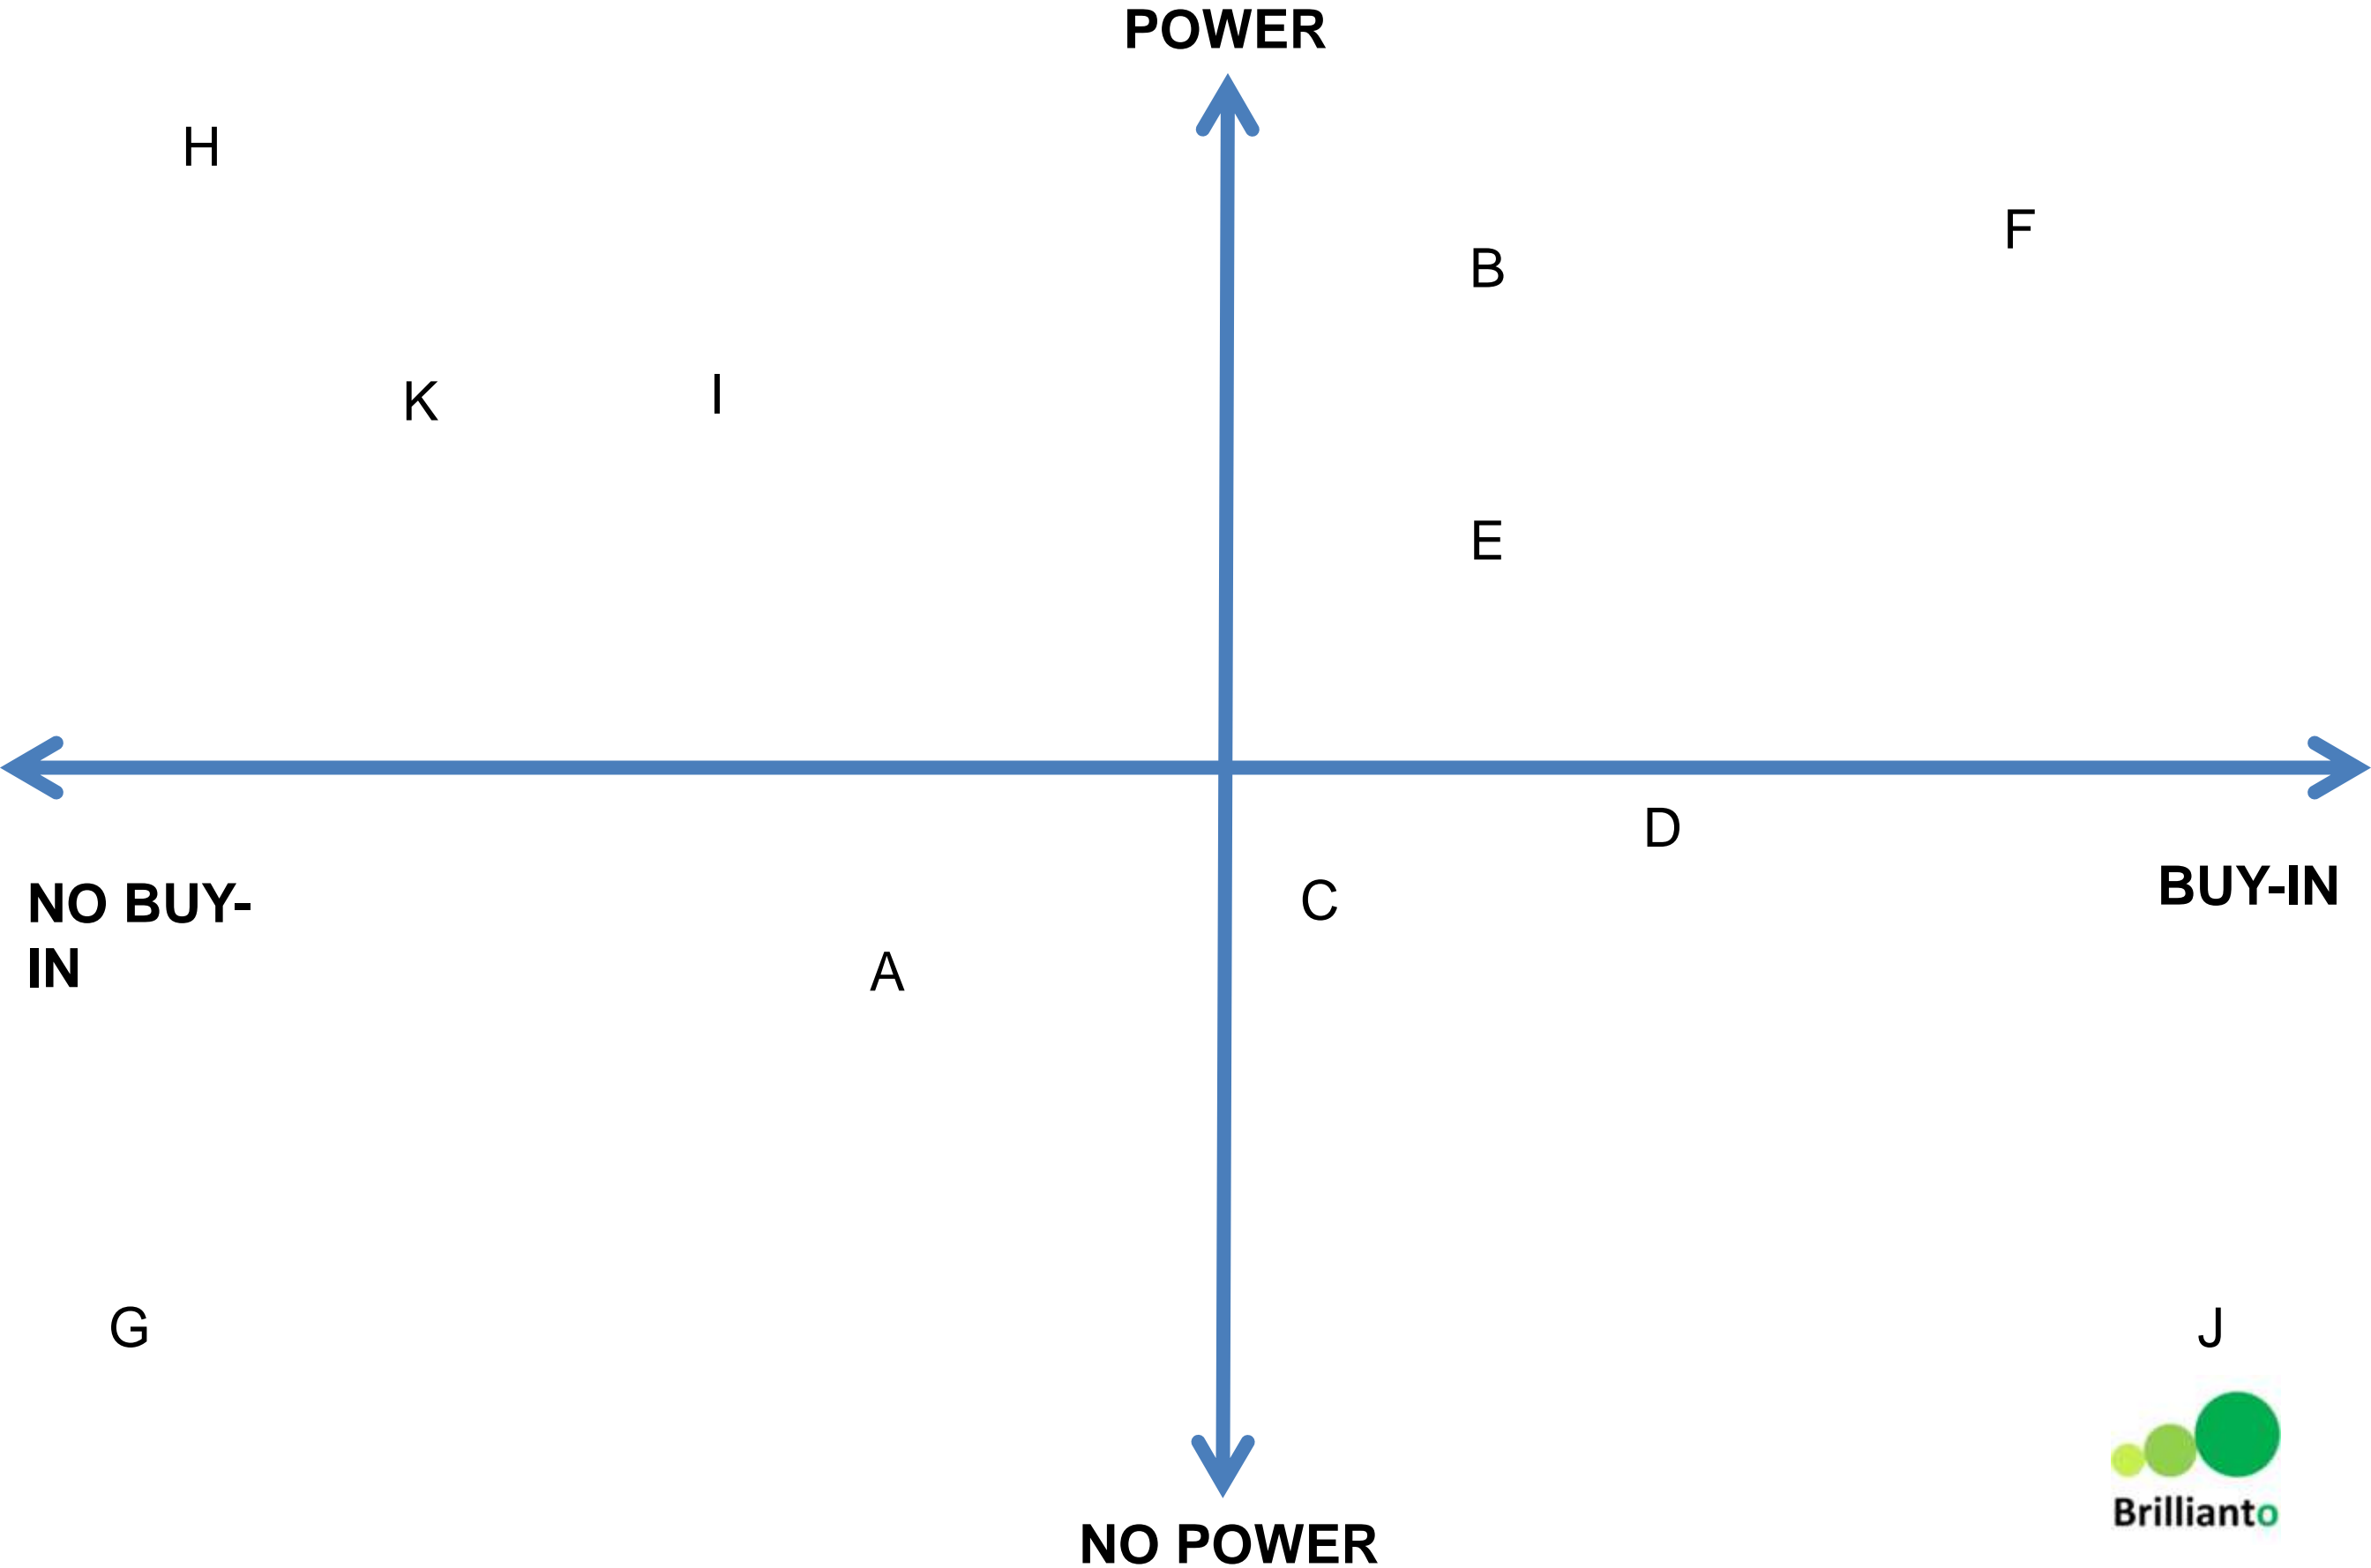 POWER
H
F
B
K
I
E
D
BUY-IN
C
NO BUY-
IN
A
G
J
Brillianto
NO POWER